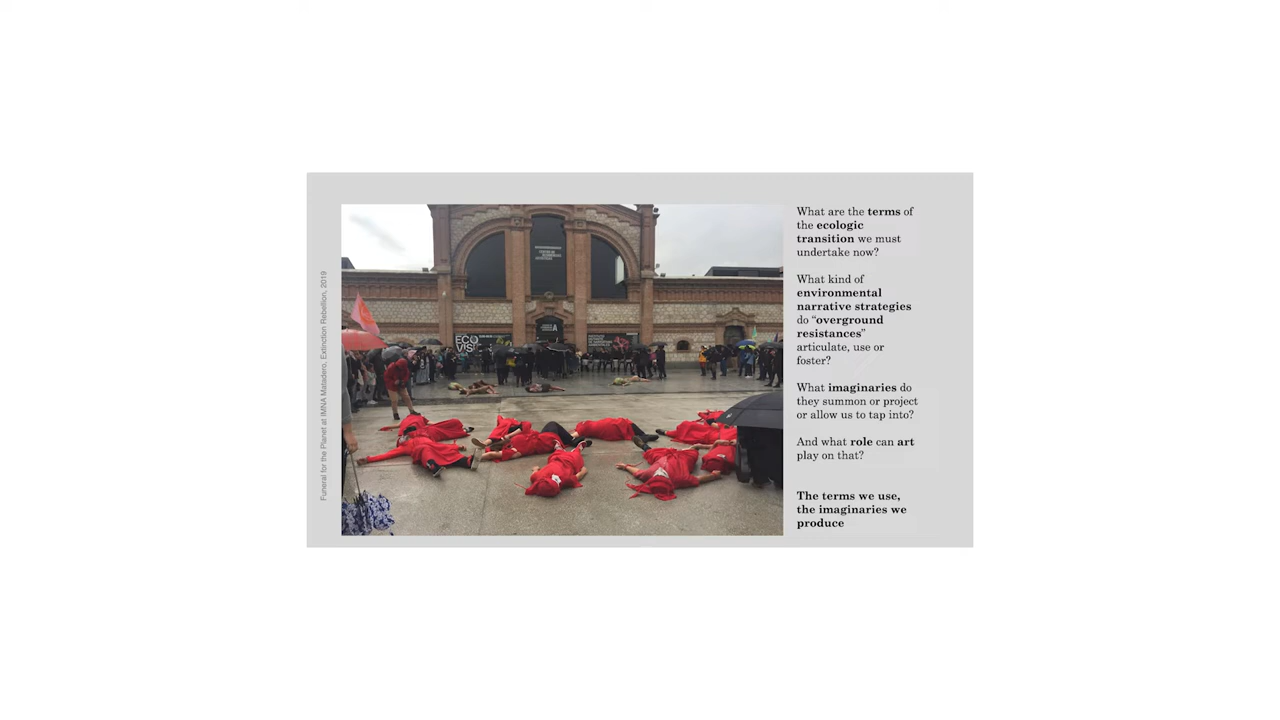 Funeral for the Planet at IMNA Matadero, Extinction Rebellion, 2019
ECO
VIS
A
What are the terms of
the ecologic
transition we must
undertake now?
What kind of
environmental
narrative strategies
do “overground
resistances”
articulate, use or
foster?
What imaginaries do
they summon or project
or allow us to tap into?
And what role can art
play on that?
The terms we use,
the imaginaries we
produce